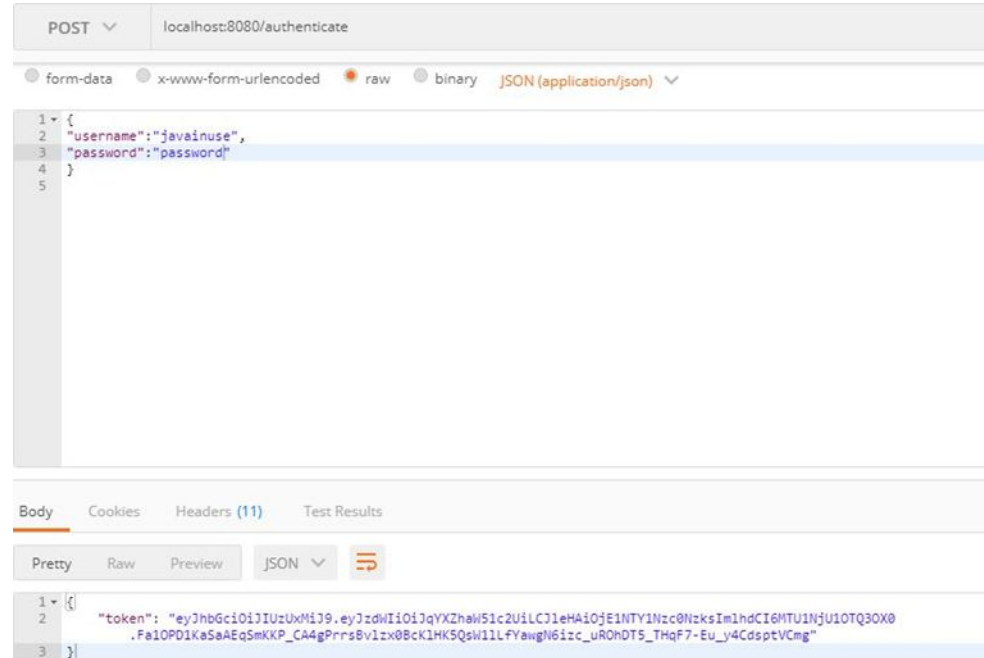 POST localhost:8080/authenticate
form-data x-www-form-urlencoded raw binary JSON (application/json)
1 {
2 "username":"javainuse",
3 "password":"password"
4 }
5
Body Cookies Headers (11) Test Results
Pretty Raw Preview JSON
1 {
2 "token": "eyJhbGciOiJIUzUxMiJ9.eyJzdWIiOiJqYXZhaW51c2UiLCJleHAiOjE1NTY1Nzc0NzksImlhdCI6MTU1NjU1OTQ3OX0
.Fa1OPD1KaSaAEqSmKKP_CA4gPrrsBvlzx0BcKlHK5QsW1lLfYawgN6izc_uROhDT5_THqF7-Eu_y4CdsptVCmg"
3 }